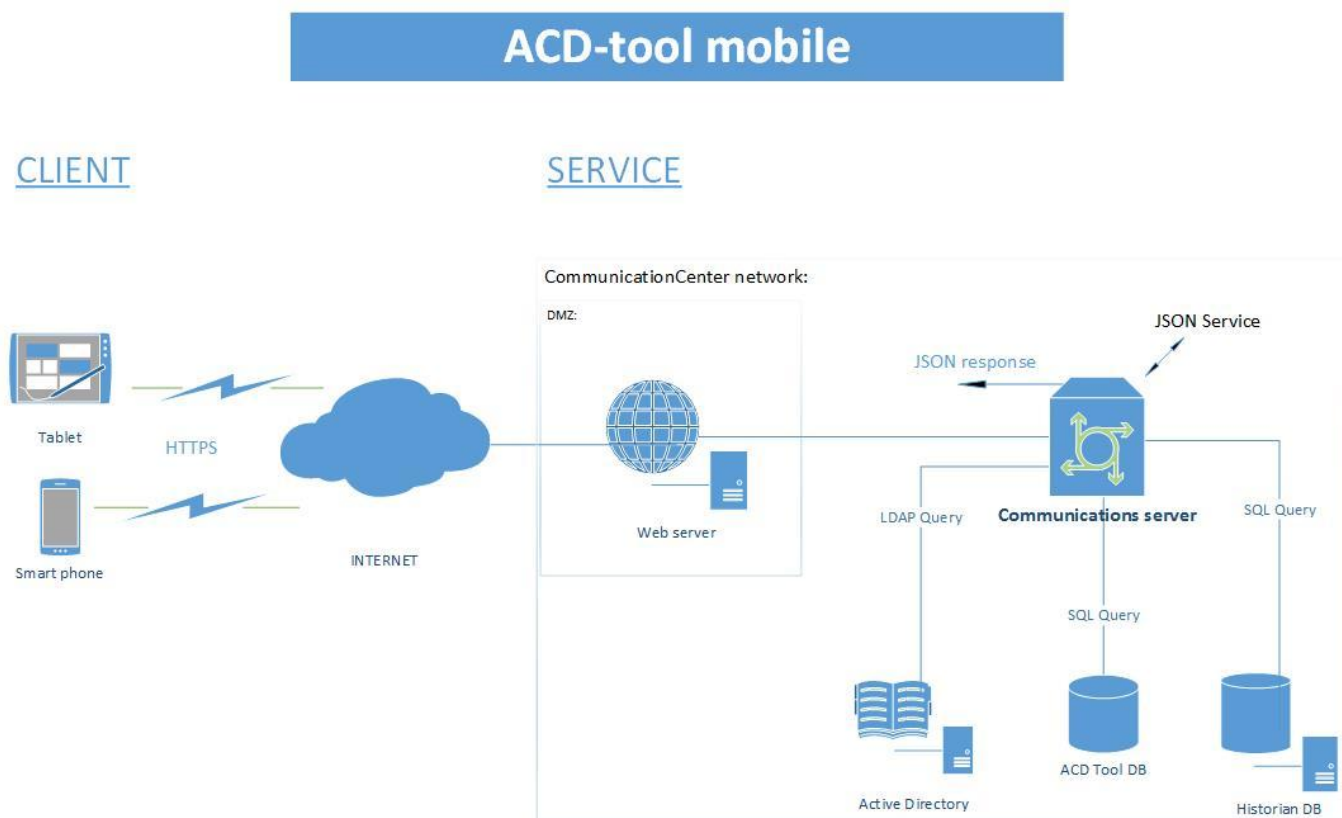 ACD-tool mobile
CLIENT
SERVICE
CommunicationCenter network:
DMZ:
JSON Service
JSON response
Tablet
HTTPS
Smart phone
INTERNET
Web server
LDAP Query
Communications server
SQL Query
SQL Query
Active Directory
ACD Tool DB
Historian DB